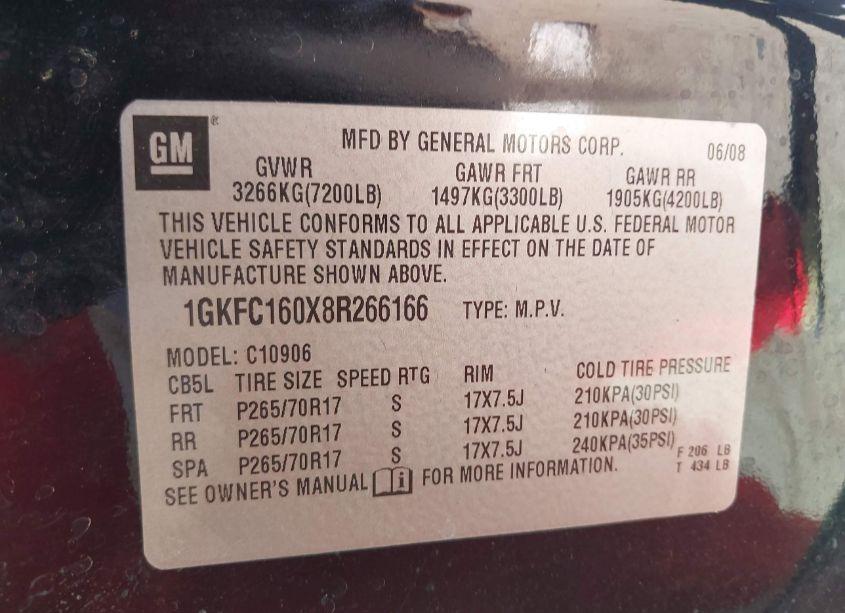 GM ® MFD BY GENERAL MOTORS CORP. 06/08
GVWR GAWR FRT GAWR RR
3266KG(7200LB) 1497KG(3300LB) 1905KG(4200LB)
THIS VEHICLE CONFORMS TO ALL APPLICABLE U.S. FEDERAL MOTOR
VEHICLE SAFETY STANDARDS IN EFFECT ON THE DATE OF
MANUFACTURE SHOWN ABOVE.
1GKFC160X8R266166 TYPE: M.P.V.
MODEL: C10906
CB5L TIRE SIZE SPEED RTG RIM COLD TIRE PRESSURE
FRT P265/70R17 S 17X7.5J 210KPA(30PSI)
RR P265/70R17 S 17X7.5J 210KPA(30PSI)
SPA P265/70R17 S 17X7.5J 240KPA(35PSI) F 206 LB
SEE OWNER'S MANUAL i FOR MORE INFORMATION. T 434 LB